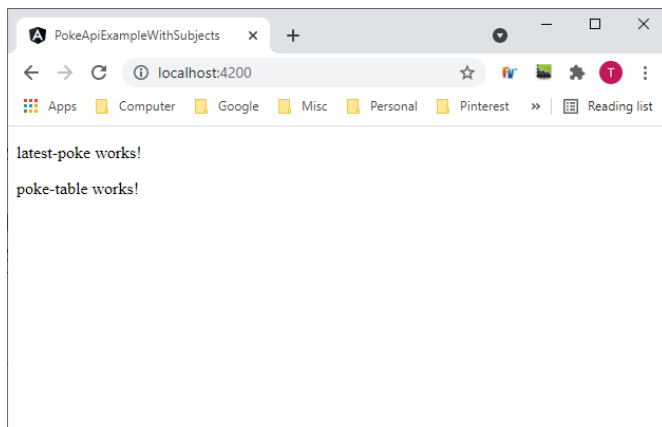 PokeApiExampleWithSubjects
localhost:4200
T
Apps Computer Google Misc Personal Pinterest » Reading list
latest-poke works!
poke-table works!